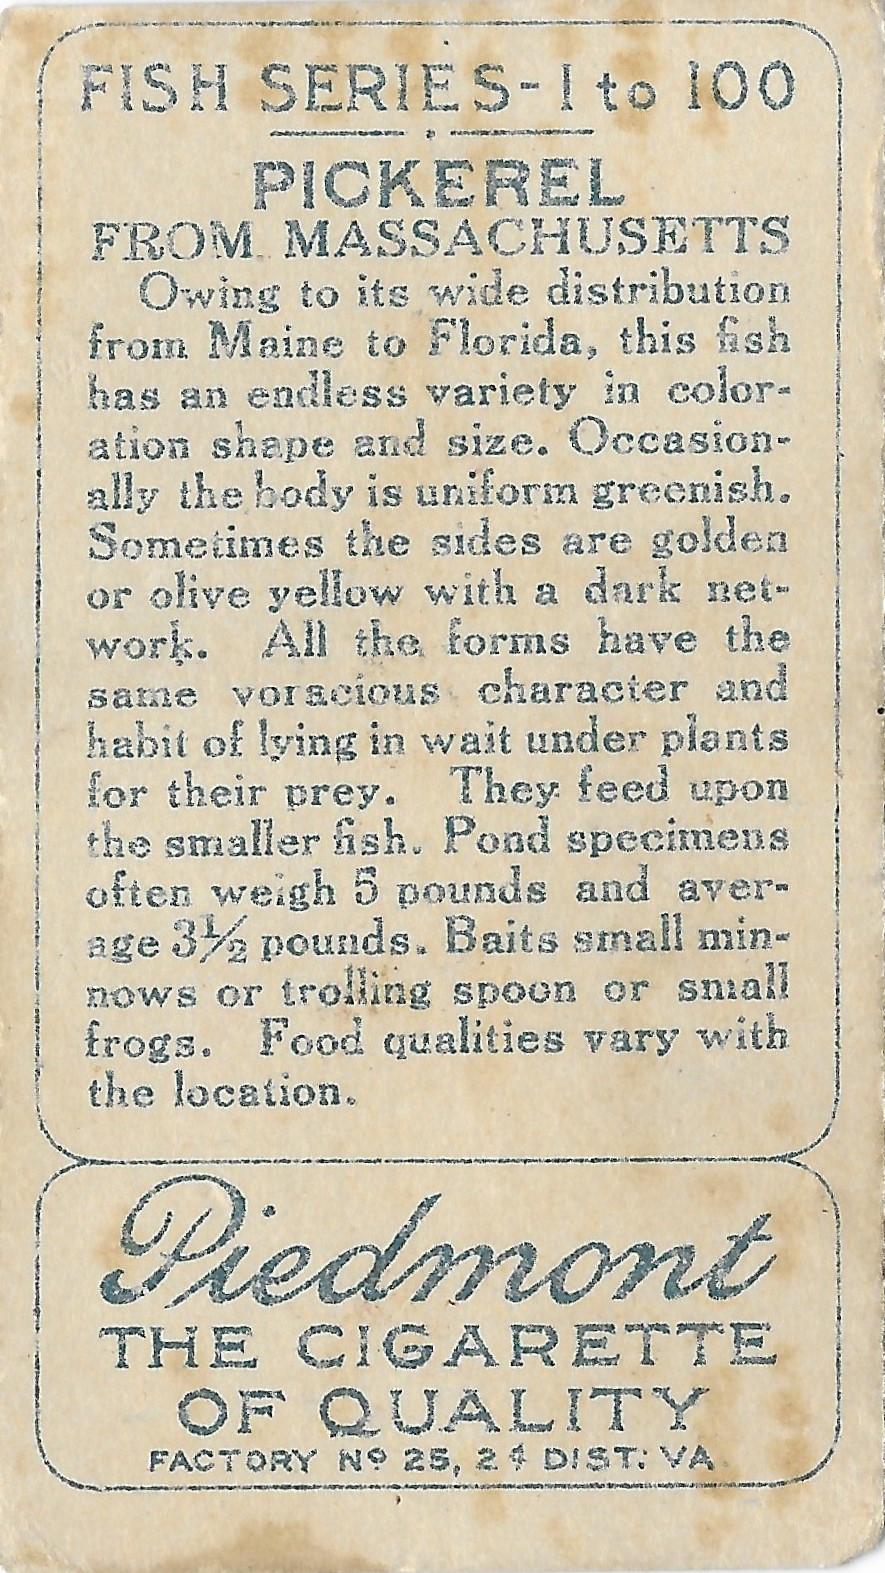 FISH SERIES - 1 to 100
PICKEREL
FROM MASSACHUSETTS
Owing to its wide distribution
from Maine to Florida, this fish
has an endless variety in color-
ation shape and size. Occasion-
ally the body is uniform greenish.
Sometimes the sides are golden
or olive yellow with a dark net-
work. All the forms have the
same voracious character and
habit of lying in wait under plants
for their prey. They feed upon
the smaller fish. Pond specimens
often weigh 5 pounds and aver-
age 3½ pounds. Baits small min-
nows or trolling spoon or small
frogs. Food qualities vary with
the location.
Piedmont
THE CIGARETTE
OF QUALITY
FACTORY Nº 25, 2d DIST: VA.